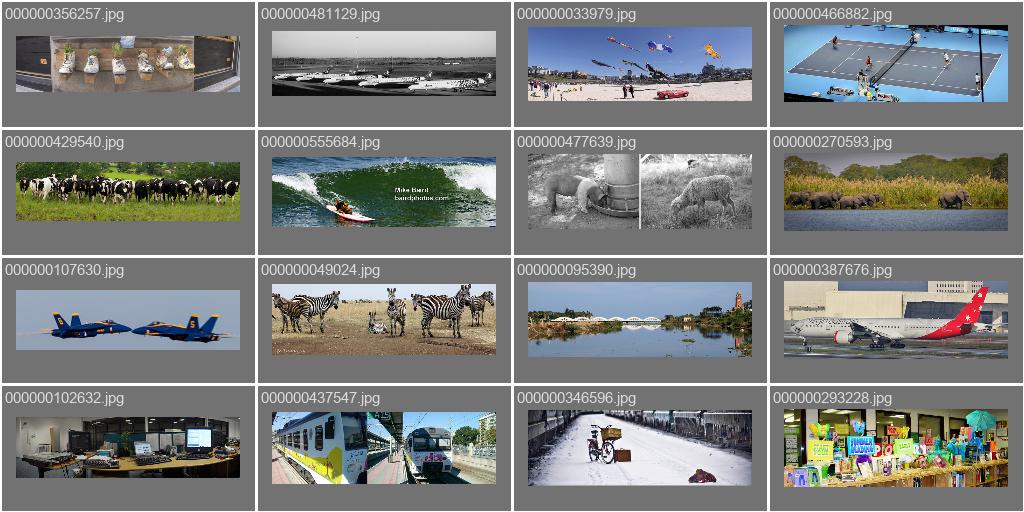 000000356257.jpg
000000481129.jpg
000000033979.jpg
000000466882.jpg
000000429540.jpg
000000555684.jpg
Mike Baird
bairdphotos.com
000000477639.jpg
000000270593.jpg
000000107630.jpg
000000049024.jpg
000000095390.jpg
000000387676.jpg
000000102632.jpg
000000437547.jpg
000000346596.jpg
000000293228.jpg